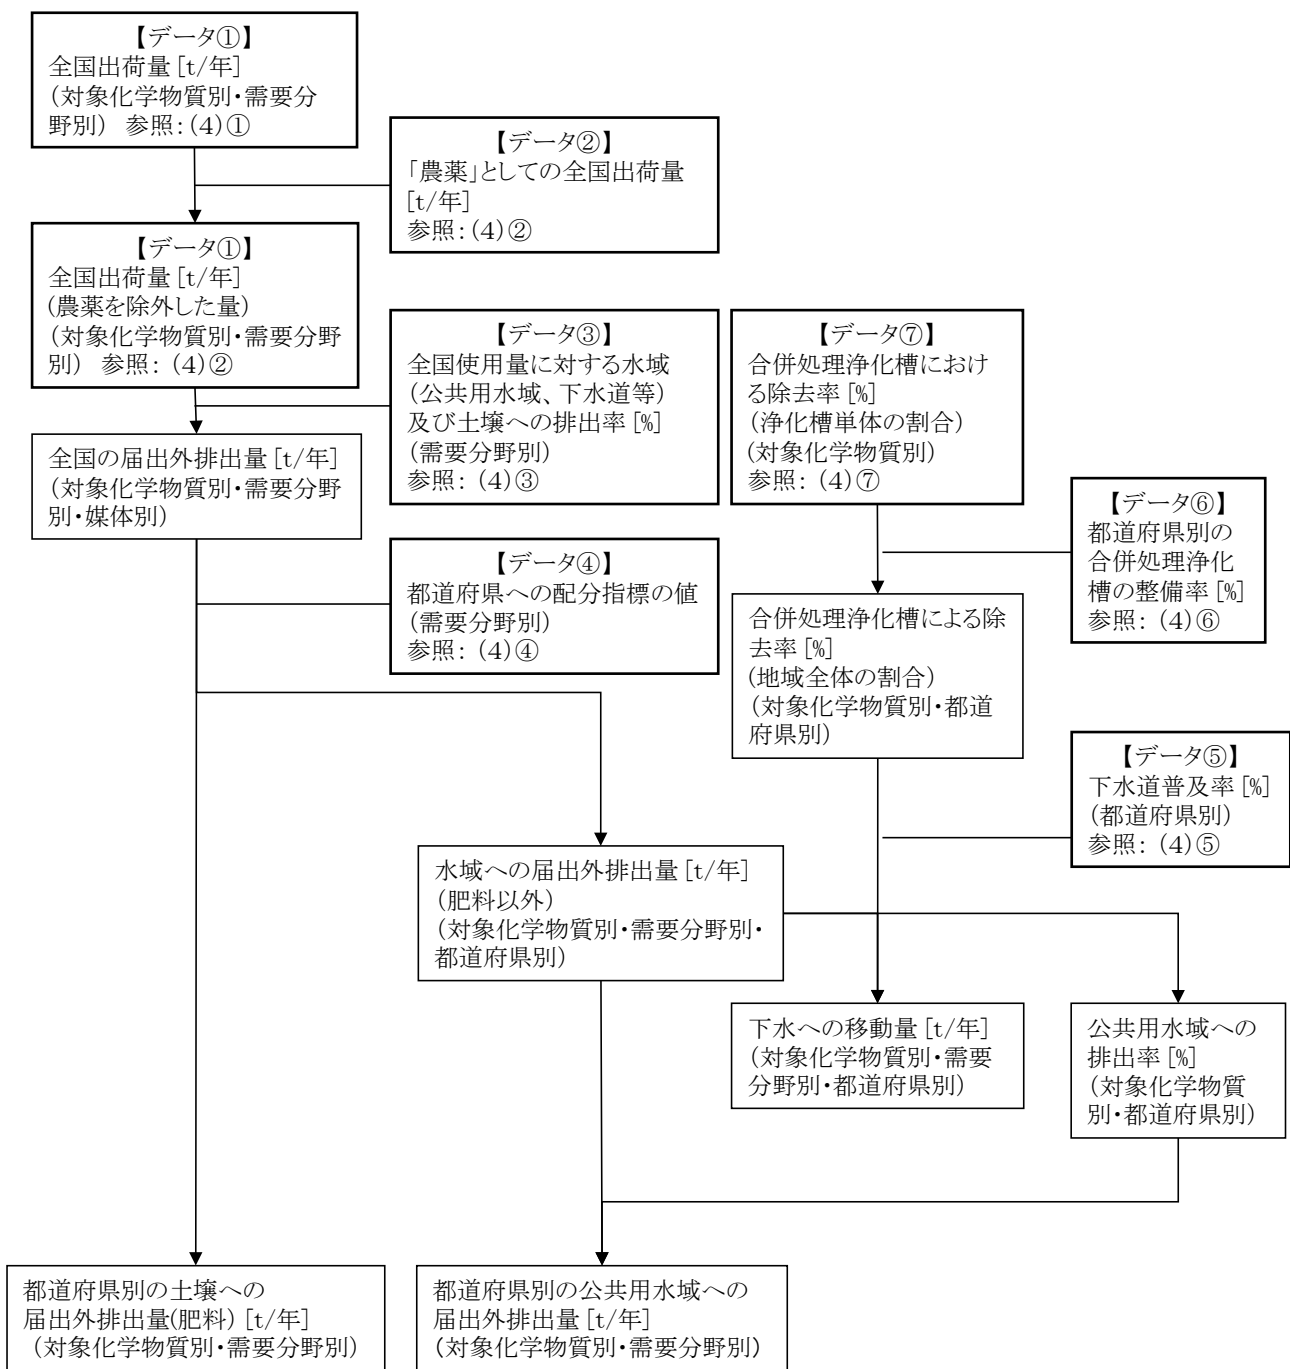 【データ①】
全国出荷量[t/年]
(対象化学物質別・需要分
野別) 参照:(4)①
【データ②】
「農薬」としての全国出荷量
[t/年]
参照:(4)②
【データ①】
全国出荷量[t/年]
(農薬を除外した量)
(対象化学物質別・需要分野
別) 参照:(4)②
【データ③】
全国使用量に対する水域
(公共用水域、下水道等)
及び土壌への排出率[%]
(需要分野別)
参照: (4)③
【データ⑦】
合併処理浄化槽におけ
る除去率[%]
(浄化槽単体の割合)
(対象化学物質別)
参照: (4)⑦
全国の届出外排出量[t/年]
(対象化学物質別・需要分野
別・媒体別)
【データ⑥】
都道府県別の
合併処理浄化
槽の整備率[%]
参照: (4)⑥
【データ④】
都道府県への配分指標の値
(需要分野別)
参照: (4)④
合併処理浄化槽による除
去率[%]
(地域全体の割合)
(対象化学物質別・都道
府県別)
【データ⑤】
下水道普及率[%]
(都道府県別)
参照: (4)⑤
水域への届出外排出量[t/年]
(肥料以外)
(対象化学物質別・需要分野別・
都道府県別)
下水への移動量[t/年]
(対象化学物質別・需要
分野別・都道府県別)
公共用水域への
排出率[%]
(対象化学物質
別・都道府県別)
都道府県別の土壌への
届出外排出量(肥料)[t/年]
(対象化学物質別・需要分野別)
都道府県別の公共用水域への
届出外排出量[t/年]
(対象化学物質別・需要分野別)